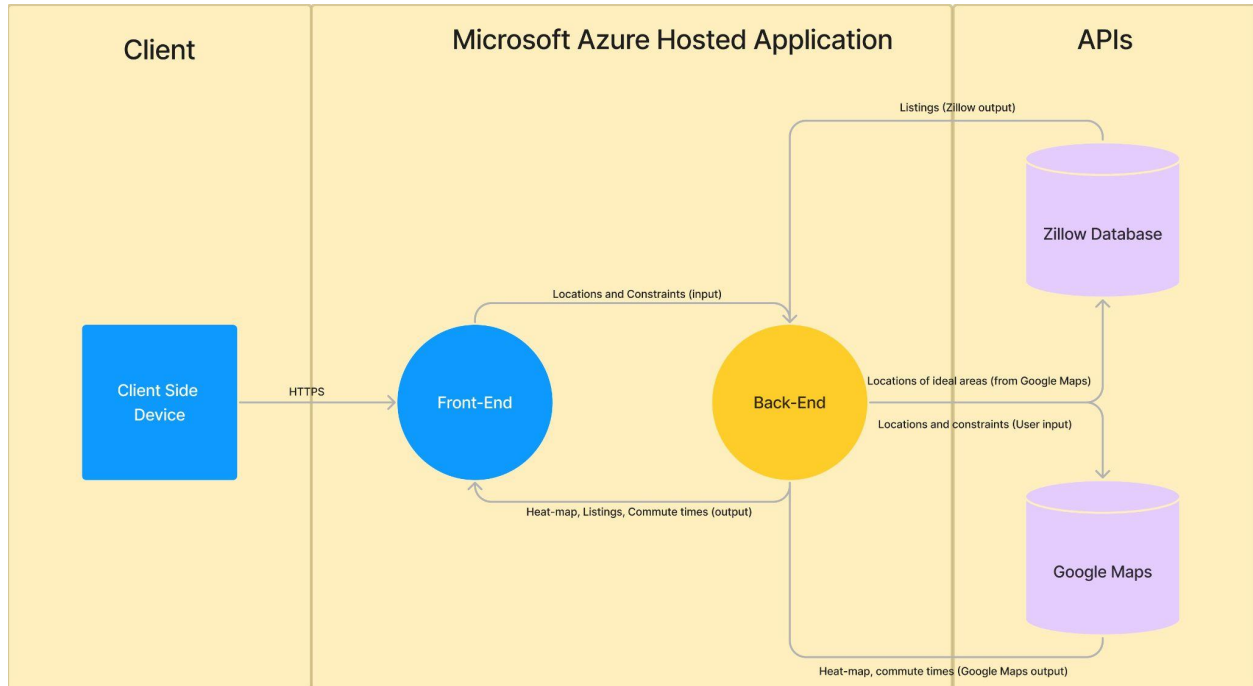 Client
Microsoft Azure Hosted Application
APIs
Listings (Zillow output)
Zillow Database
Locations and Constraints (input)
Client Side
Device
HTTPS
Front-End
Back-End
Locations of ideal areas (from Google Maps)
Locations and constraints (User input)
Heat-map, Listings, Commute times (output)
Google Maps
Heat-map, commute times (Google Maps output)